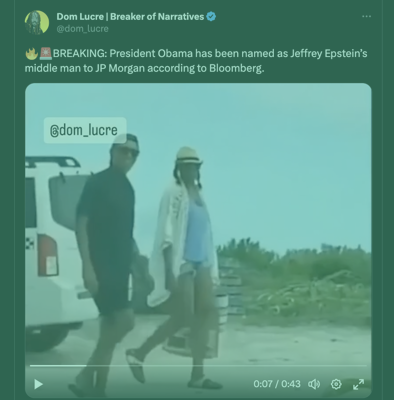 Dom Lucre | Breaker of Narratives
@dom_lucre
🔥🚨BREAKING: President Obama has been named as Jeffrey Epstein's
middle man to JP Morgan according to Bloomberg.
@dom_lucre
0:07 / 0:43